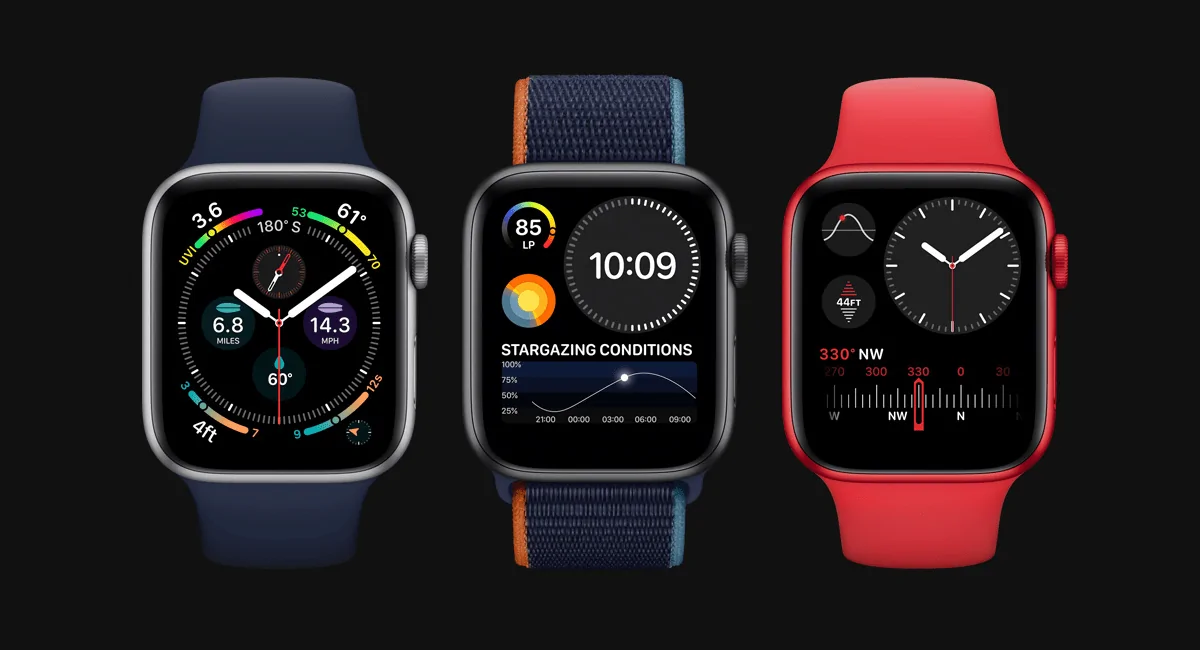 3.6
UVI
53
61°
70
180° S
6.8
MILES
14.3
MPH
60°
3
4ft
7
9
12s
85
LP
10:09
STARGAZING CONDITIONS
100%
75%
50%
25%
21:00 00:00 03:00 06:00 09:00
44FT
330° NW
270 300 330 0 30
W NW N